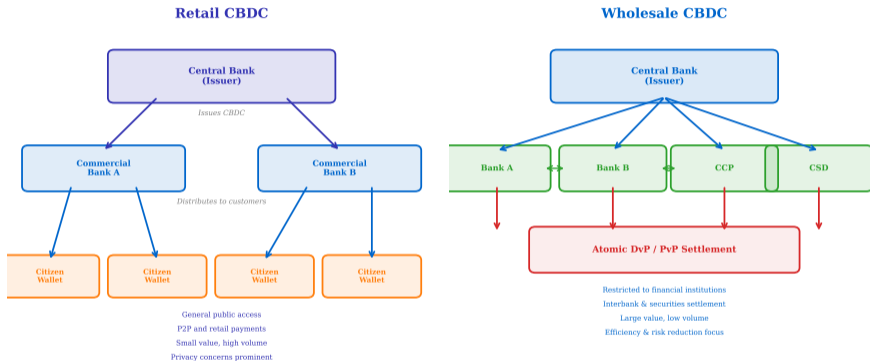 Retail CBDC
Central Bank
(Issuer)
Issues CBDC
Commercial
Bank A
Commercial
Bank B
Distributes to customers
Citizen
Wallet
Citizen
Wallet
Citizen
Wallet
Citizen
Wallet
General public access
P2P and retail payments
Small value, high volume
Privacy concerns prominent
Wholesale CBDC
Central Bank
(Issuer)
Bank A
Bank B
CCP
CSD
Atomic DvP / PvP Settlement
Restricted to financial institutions
Interbank & securities settlement
Large value, low volume
Efficiency & risk reduction focus